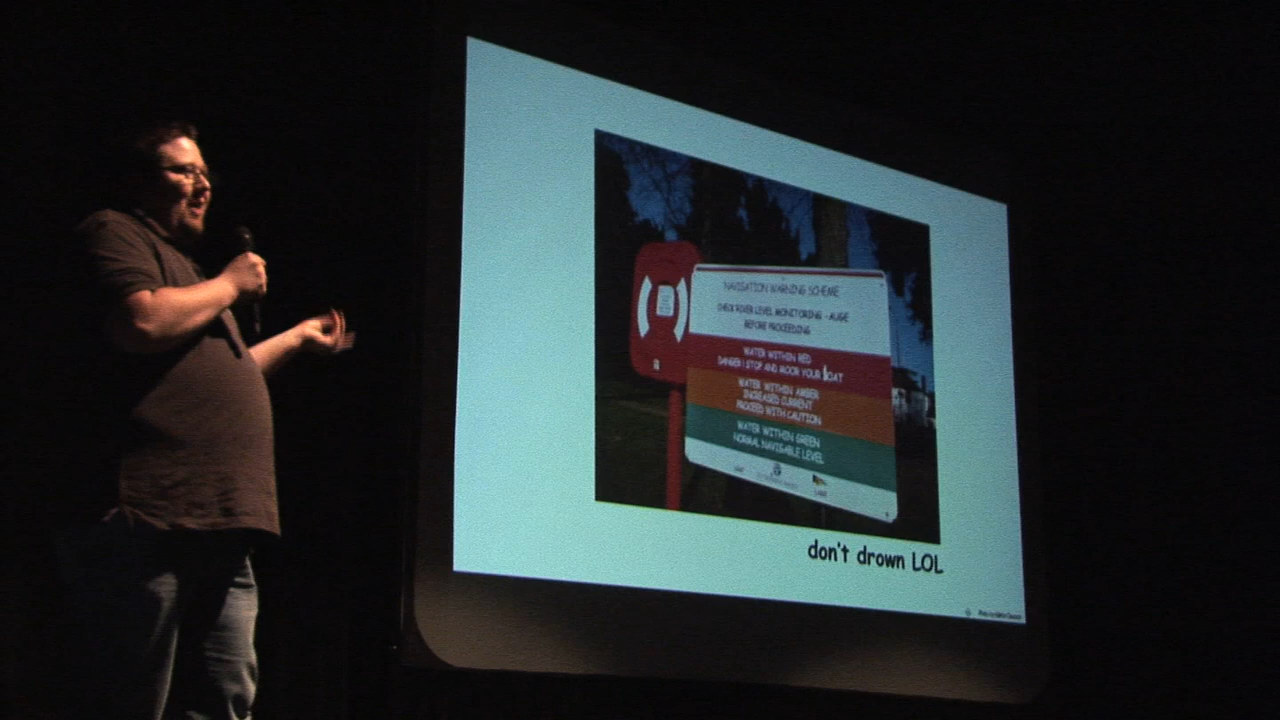 NAVIGATION WARNING SCHEME
CHECK RIVER LEVEL MONITORING -AUGE
BEFORE PROCEEDING
WATER WITHIN RED
DANGER ! STOP AND MOOR YOUR BOAT
WATER WITHIN AMBER
INCREASED CURRENT
PROCEED WITH CAUTION
WATER WITHIN GREEN
NORMAL NAVIGABLE LEVEL
don't drown LOL